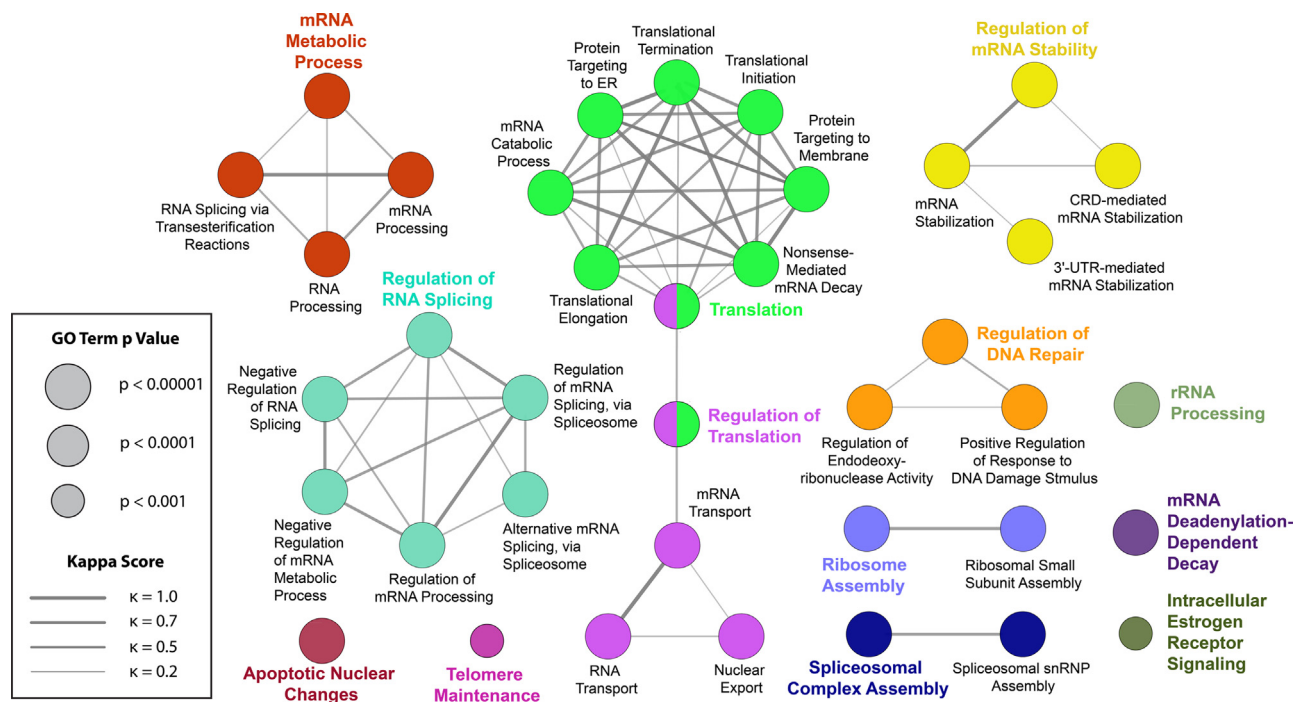 mRNA
Metabolic
Process
RNA Splicing via
Transesterification
Reactions
mRNA
Processing
RNA
Processing
Translational
Termination
Protein
Targeting
to ER
Translational
Initiation
mRNA
Catabolic
Process
Protein
Targeting to
Membrane
Translational
Elongation
Nonsense-
Mediated
mRNA Decay
Translation
Regulation of
mRNA Stability
mRNA
Stabilization
CRD-mediated
mRNA Stabilization
3'-UTR-mediated
mRNA Stabilization
GO Term p Value
p < 0.00001
p < 0.0001
p < 0.001
Kappa Score
κ = 1.0
κ = 0.7
κ = 0.5
κ = 0.2
Regulation of
RNA Splicing
Negative
Regulation
of RNA
Splicing
Regulation
of mRNA
Splicing, via
Spliceosome
Negative
Regulation
of mRNA
Metabolic
Process
Regulation of
mRNA Processing
Alternative mRNA
Splicing, via
Spliceosome
Regulation of
Translation
mRNA
Transport
RNA
Transport
Nuclear
Export
Regulation of
DNA Repair
Regulation of
Endodeoxy-
ribonuclease Activity
Positive Regulation
of Response to
DNA Damage Stmulus
rRNA
Processing
Ribosome
Assembly
Ribosomal Small
Subunit Assembly
mRNA
Deadenylation-
Dependent
Decay
Apoptotic Nuclear
Changes
Telomere
Maintenance
Spliceosomal
Complex Assembly
Spliceosomal snRNP
Assembly
Intracellular
Estrogen
Receptor
Signaling